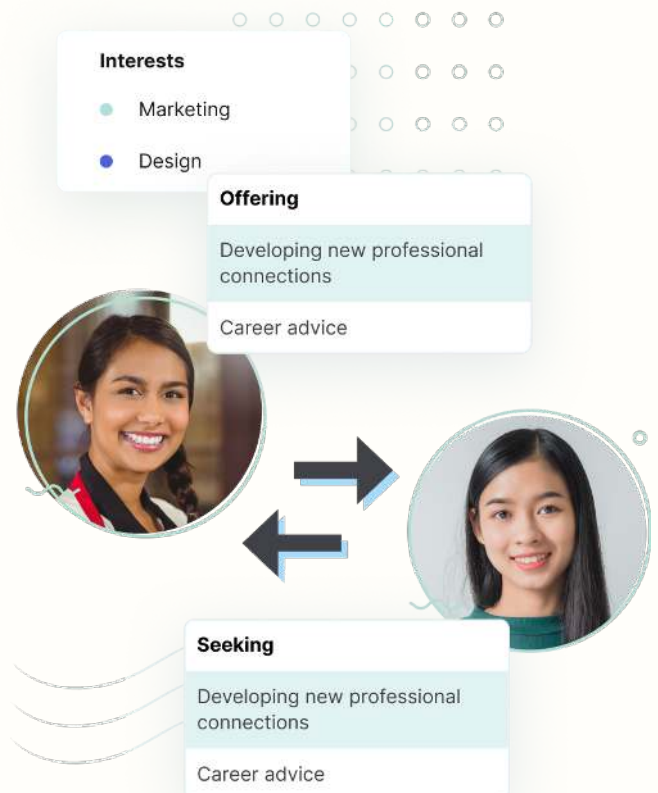 Interests
Marketing
Design
Offering
Developing new professional
connections
Career advice
Seeking
Developing new professional
connections
Career advice